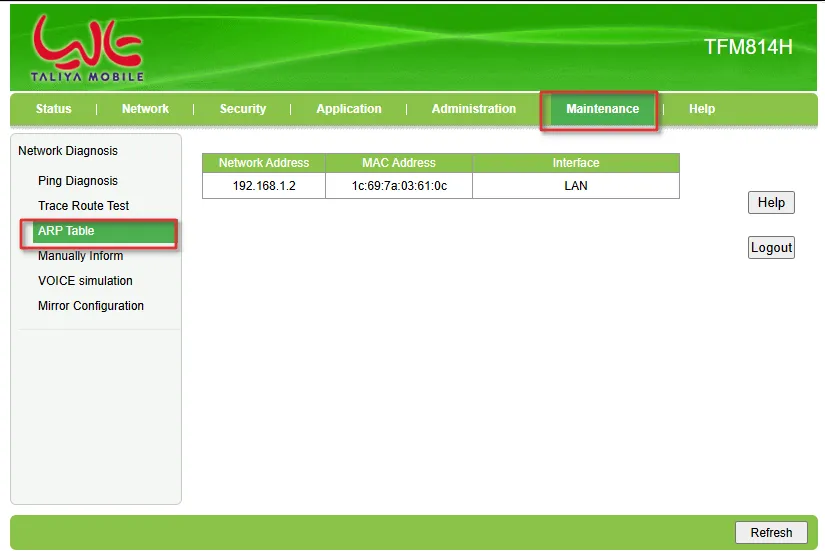 تالیا
TALIYA MOBILE
TFM814H
Status | Network | Security | Application | Administration | Maintenance | Help
Network Diagnosis
Ping Diagnosis
Trace Route Test
ARP Table
Manually Inform
VOICE simulation
Mirror Configuration
Network Address MAC Address Interface
192.168.1.2 1c:69:7a:03:61:0c LAN
Help
Logout
Refresh